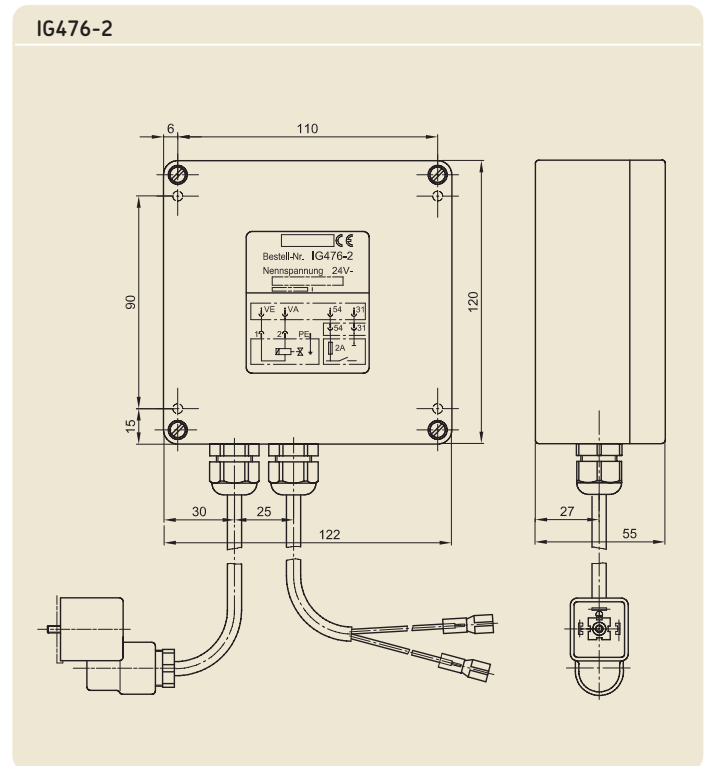 IG476-2
6 110
CE
Bestell-Nr. IG476-2
Nennspannung 24V-
VE VA 54 31
54 31
1 2 PE
2A
90
15
120
30 25
122
27
55